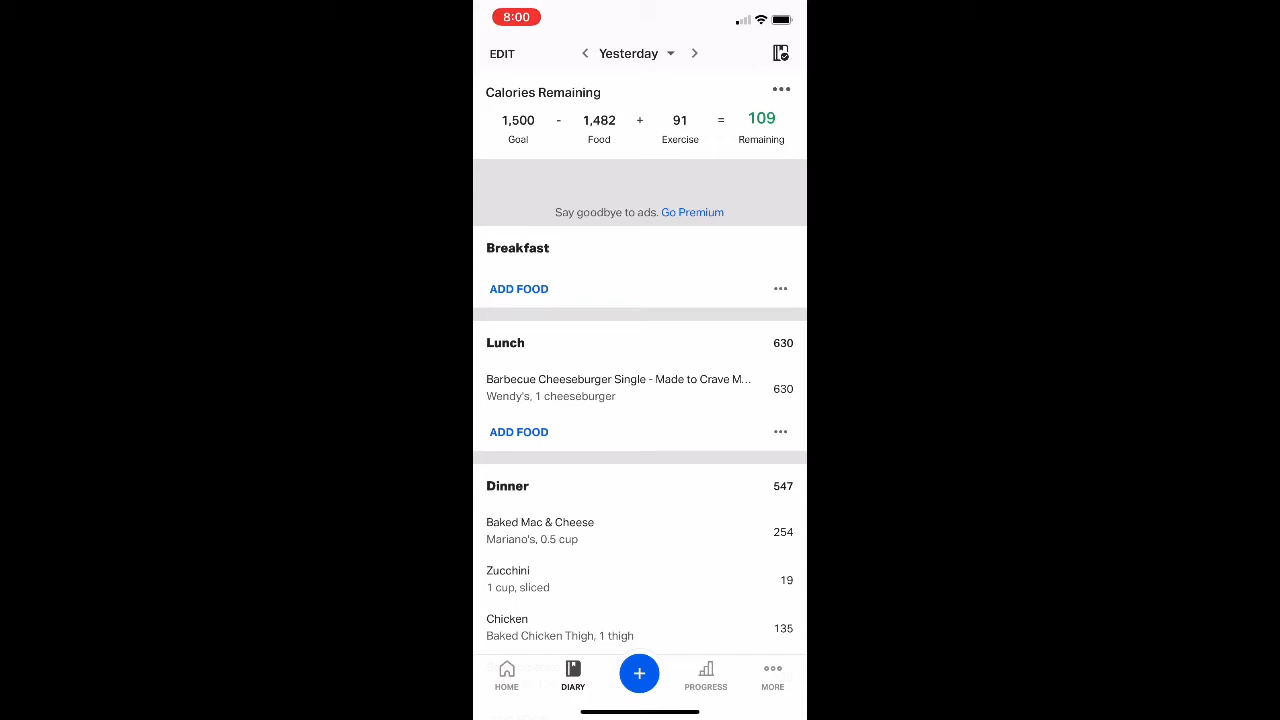 8:00
EDIT
Yesterday
Calories Remaining
1,500 - 1,482 + 91 = 109
Goal Food Exercise Remaining
Say goodbye to ads. Go Premium
Breakfast
ADD FOOD
Lunch 630
Barbecue Cheeseburger Single - Made to Crave M...
630
Wendy's, 1 cheeseburger
ADD FOOD
Dinner 547
Baked Mac & Cheese
254
Mariano's, 0.5 cup
Zucchini
19
1 cup, sliced
Chicken
135
Baked Chicken Thigh, 1 thigh
HOME DIARY PROGRESS MORE